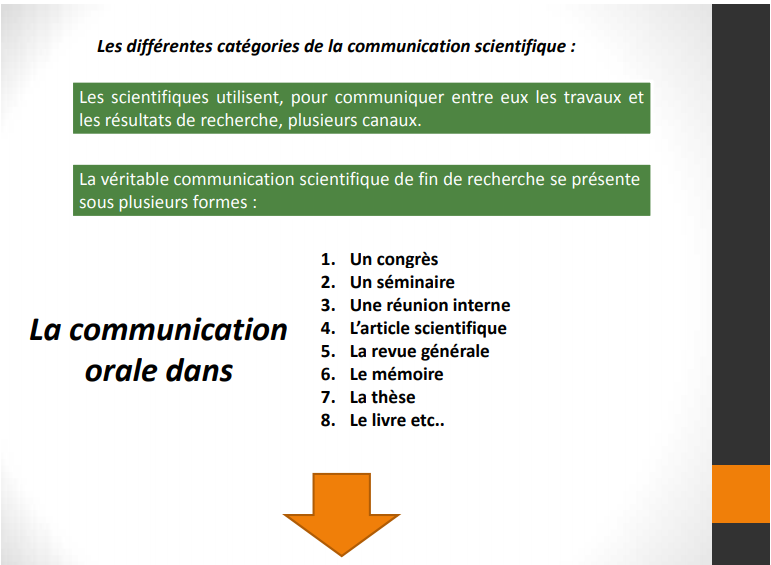 Les différentes catégories de la communication scientifique :
Les scientifiques utilisent, pour communiquer entre eux les travaux et
les résultats de recherche, plusieurs canaux.
La véritable communication scientifique de fin de recherche se présente
sous plusieurs formes :
La communication
orale dans
1. Un congrès
2. Un séminaire
3. Une réunion interne
4. L'article scientifique
5. La revue générale
6. Le mémoire
7. La thèse
8. Le livre etc..